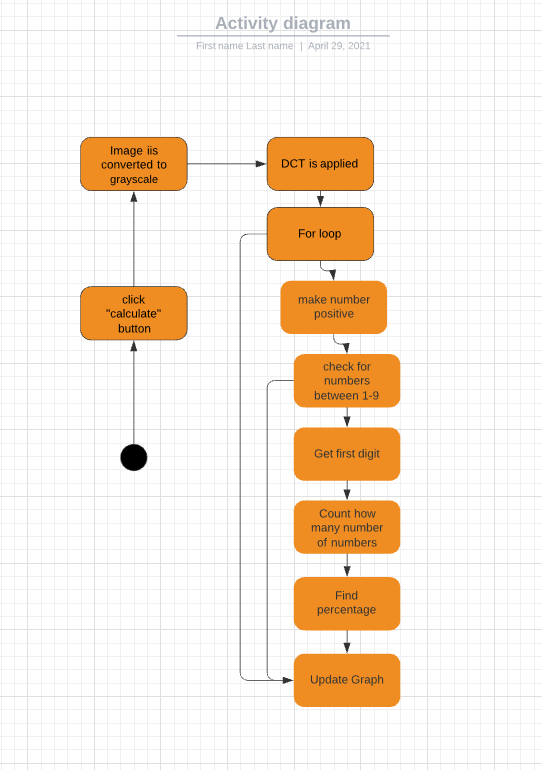 Activity diagram
First name Last name | April 29, 2021
Image iis
converted to
grayscale
DCT is applied
For loop
click
"calculate"
button
make number
positive
check for
numbers
between 1-9
Get first digit
Count how
many number
of numbers
Find
percentage
Update Graph